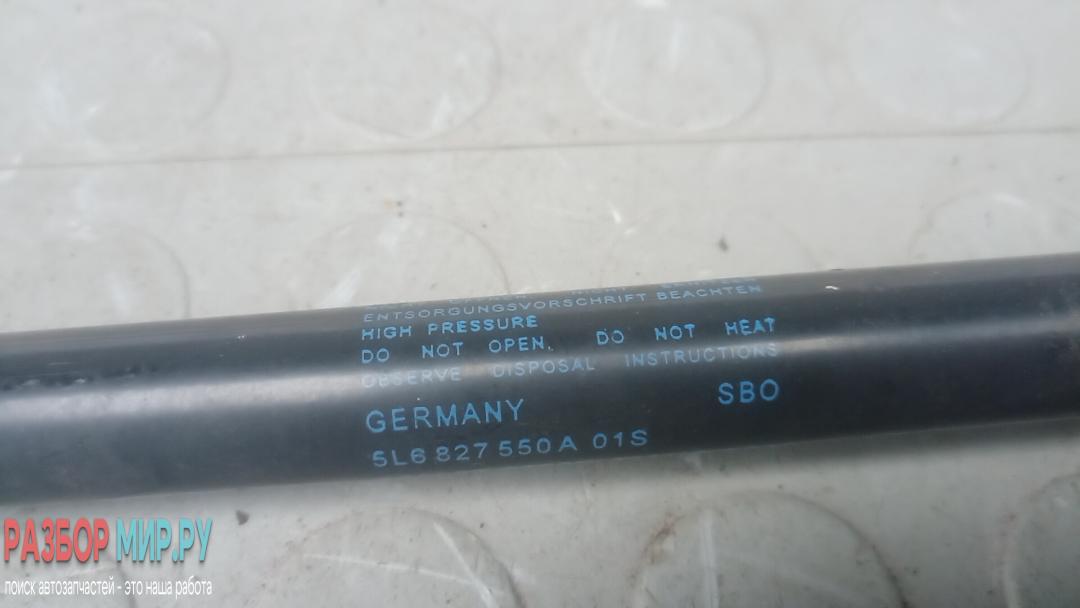 ENTSORGUNGSVORSCHRIFT BEACHTEN
HIGH PRESSURE
DO NOT OPEN. DO NOT HEAT
OBSERVE DISPOSAL INSTRUCTIONS
GERMANY SBO
5L6 827 550A 01S
РАЗБОР МИР.РУ
поиск автозапчастей - это наша работа